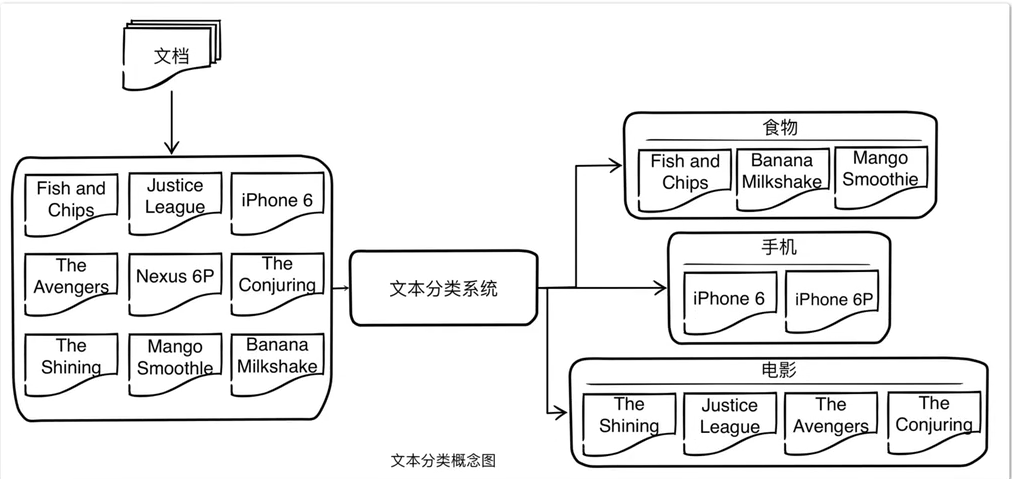 文档
Fish and
Chips
Justice
League
iPhone 6
The
Avengers
Nexus 6P
The
Conjuring
The
Shining
Mango
Smoothle
Banana
Milkshake
文本分类系统
食物
Fish and
Chips
Banana
Milkshake
Mango
Smoothie
手机
iPhone 6
iPhone 6P
电影
The
Shining
Justice
League
The
Avengers
The
Conjuring
文本分类概念图